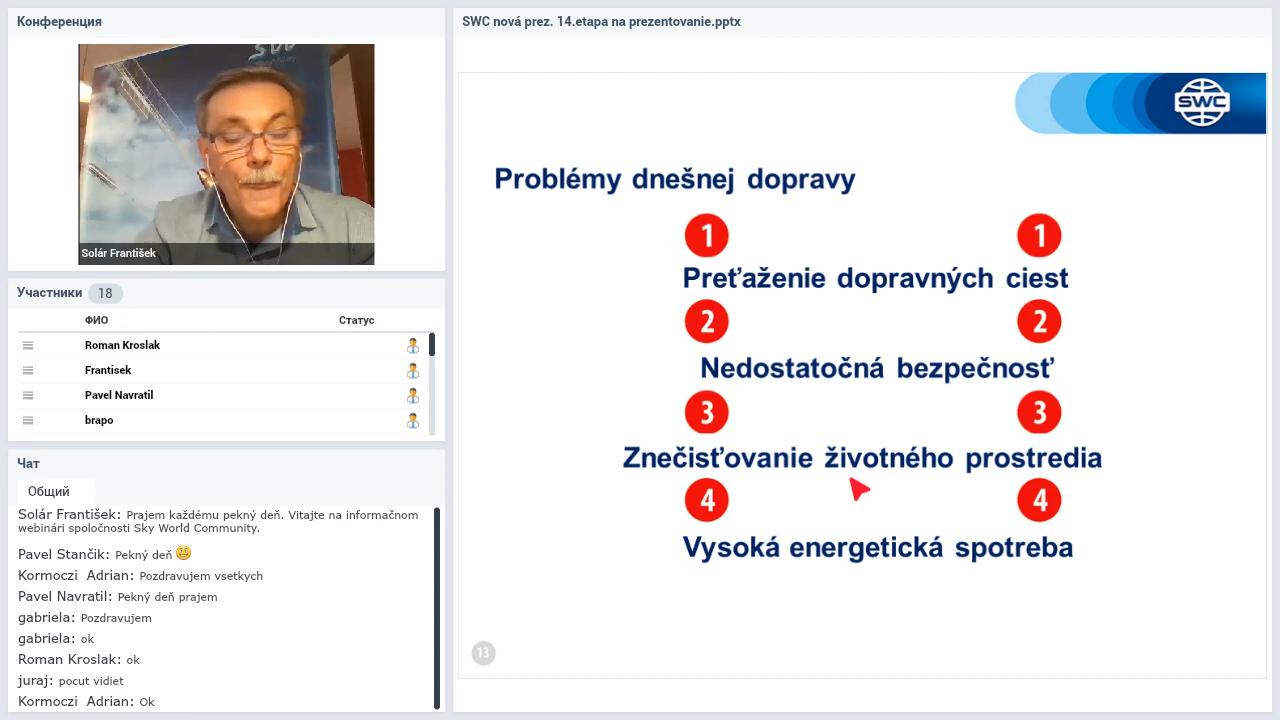 Конференция
Solár František
Участники 18
ФИО Статус
Roman Kroslak
Frantisek
Pavel Navratil
brapo
Чат
Общий
Solár František: Prajem každému pekný deň. Vitajte na informačnom
webinári spoločnosti Sky World Community.
Pavel Stančik: Pekný deň
Kormoczi Adrian: Pozdravujem vsetkych
Pavel Navratil: Pekný deň prajem
gabriela: Pozdravujem
gabriela: ok
Roman Kroslak: ok
juraj: pocut vidiet
Kormoczi Adrian: Ok
SWC nová prez. 14.etapa na prezentovanie.pptx
SWC
Problémy dnešnej dopravy
1 1
Preťaženie dopravných ciest
2 2
Nedostatočná bezpečnosť
3 3
Znečisťovanie životného prostredia
4 4
Vysoká energetická spotreba
13